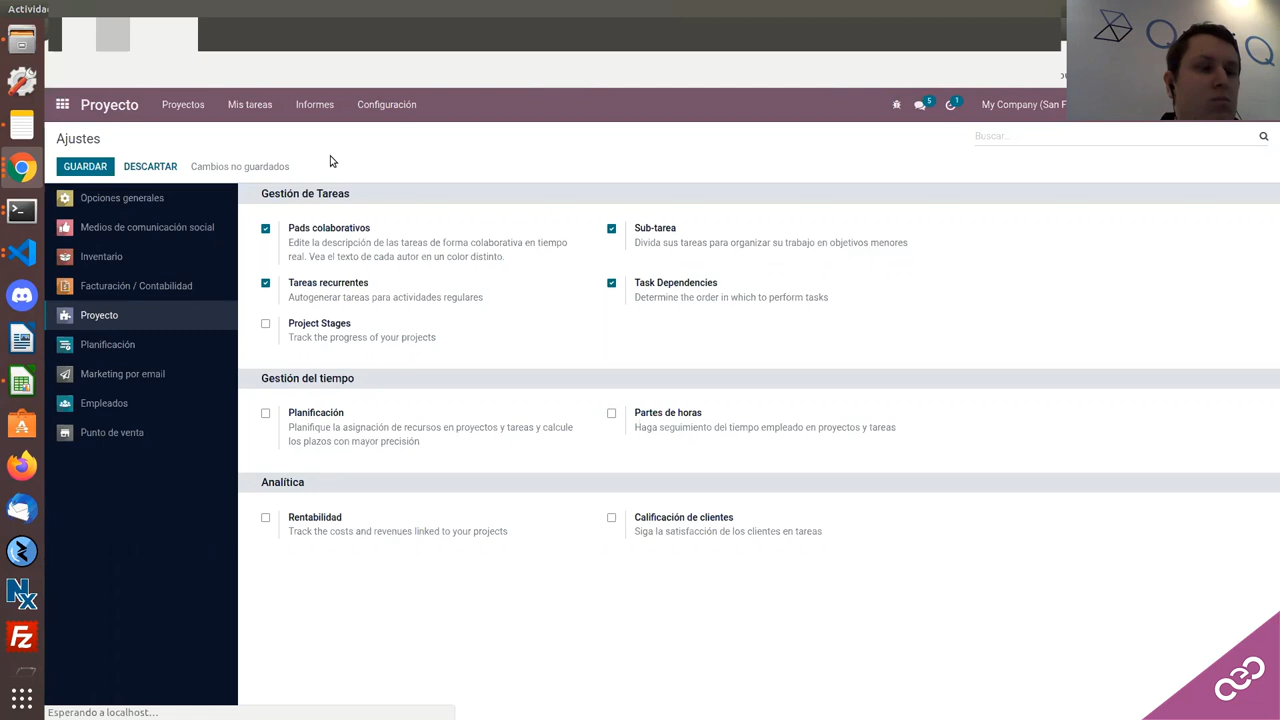 Activida
Proyecto Proyectos Mis tareas Informes Configuración 5 1 My Company (San F
Ajustes
Buscar...
GUARDAR DESCARTAR Cambios no guardados
Opciones generales
Medios de comunicación social
Inventario
Facturación / Contabilidad
Proyecto
Planificación
Marketing por email
Empleados
Punto de venta
Gestión de Tareas
Pads colaborativos
Edite la descripción de las tareas de forma colaborativa en tiempo
real. Vea el texto de cada autor en un color distinto.
Sub-tarea
Divida sus tareas para organizar su trabajo en objetivos menores
Tareas recurrentes
Autogenerar tareas para actividades regulares
Task Dependencies
Determine the order in which to perform tasks
Project Stages
Track the progress of your projects
Gestión del tiempo
Planificación
Planifique la asignación de recursos en proyectos y tareas y calcule
los plazos con mayor precisión
Partes de horas
Haga seguimiento del tiempo empleado en proyectos y tareas
Analítica
Rentabilidad
Track the costs and revenues linked to your projects
Calificación de clientes
Siga la satisfacción de los clientes en tareas
Esperando a localhost...